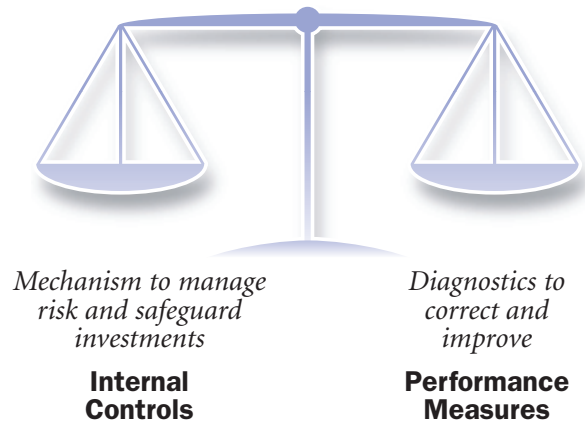 Mechanism to manage
risk and safeguard
investments
Internal
Controls
Diagnostics to
correct and
improve
Performance
Measures